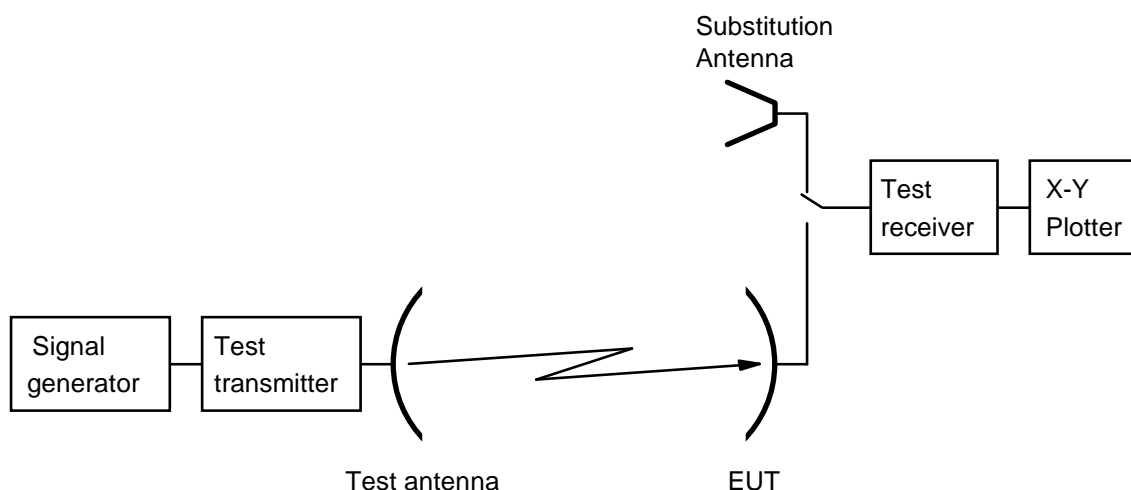 Substitution
Antenna
Test
receiver
X-Y
Plotter
Signal
generator
Test
transmitter
Test antenna
EUT